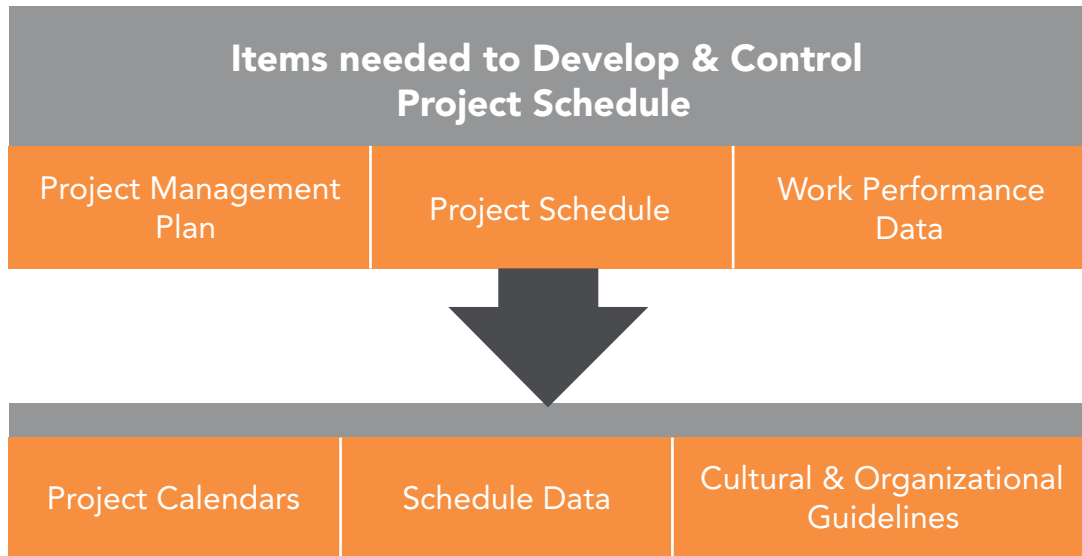 Items needed to Develop & Control
Project Schedule
Project Management
Plan
Project Schedule
Work Performance
Data
Project Calendars
Schedule Data
Cultural & Organizational
Guidelines